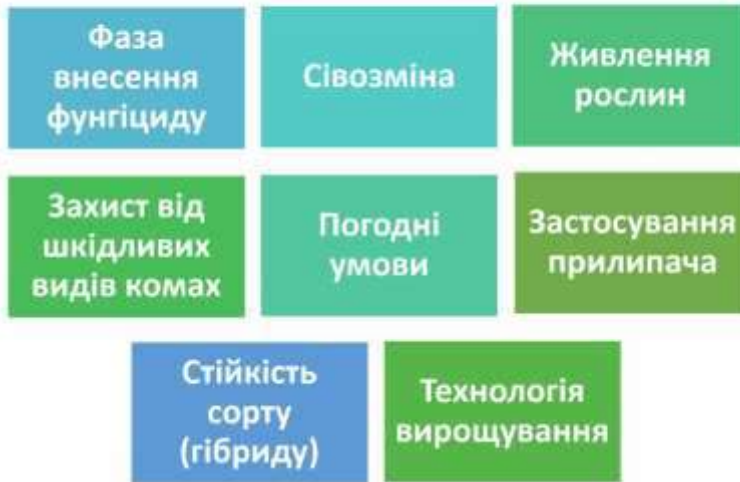 Фаза
внесення
фунгіциду
Сівозміна
Живлення
рослин
Захист від
шкідливих
видів комах
Погодні
умови
Застосування
прилипача
Стійкість
сорту
(гібриду)
Технологія
вирощування